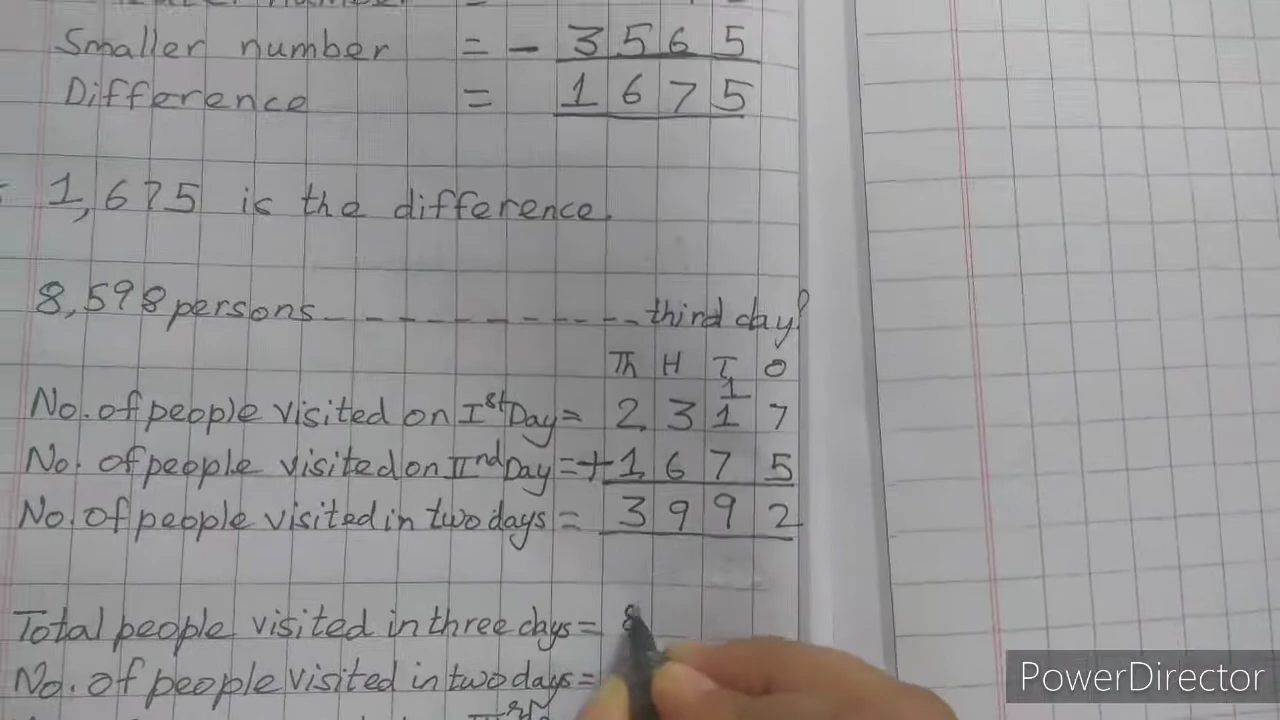 Smaller number = - 3 5 6 5
Difference = 1 6 7 5
1,675 is the difference.
8,598 persons - - - - - - - - - third day?
Th H T O
1
No. of people visited on Ist Day = 2,3 1 7
No. of people visited on IInd Day = + 1,6 7 5
No. of people visited in two days = 3 9 9 2
Total people visited in three days = 8
No. of people visited in two days =
PowerDirector